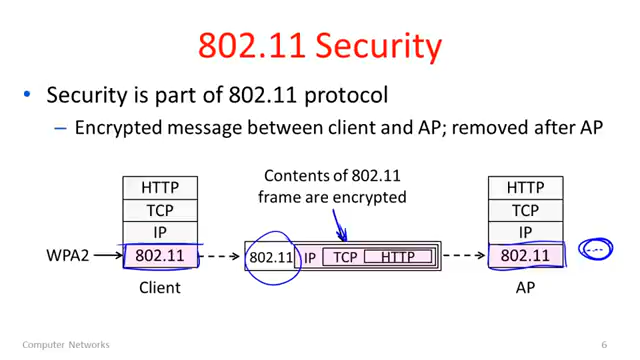 802.11 Security
• Security is part of 802.11 protocol
– Encrypted message between client and AP; removed after AP
Contents of 802.11
frame are encrypted
HTTP
TCP
IP
WPA2
802.11
Client
802.11
IP
TCP
HTTP
HTTP
TCP
IP
802.11
AP
Computer Networks
6